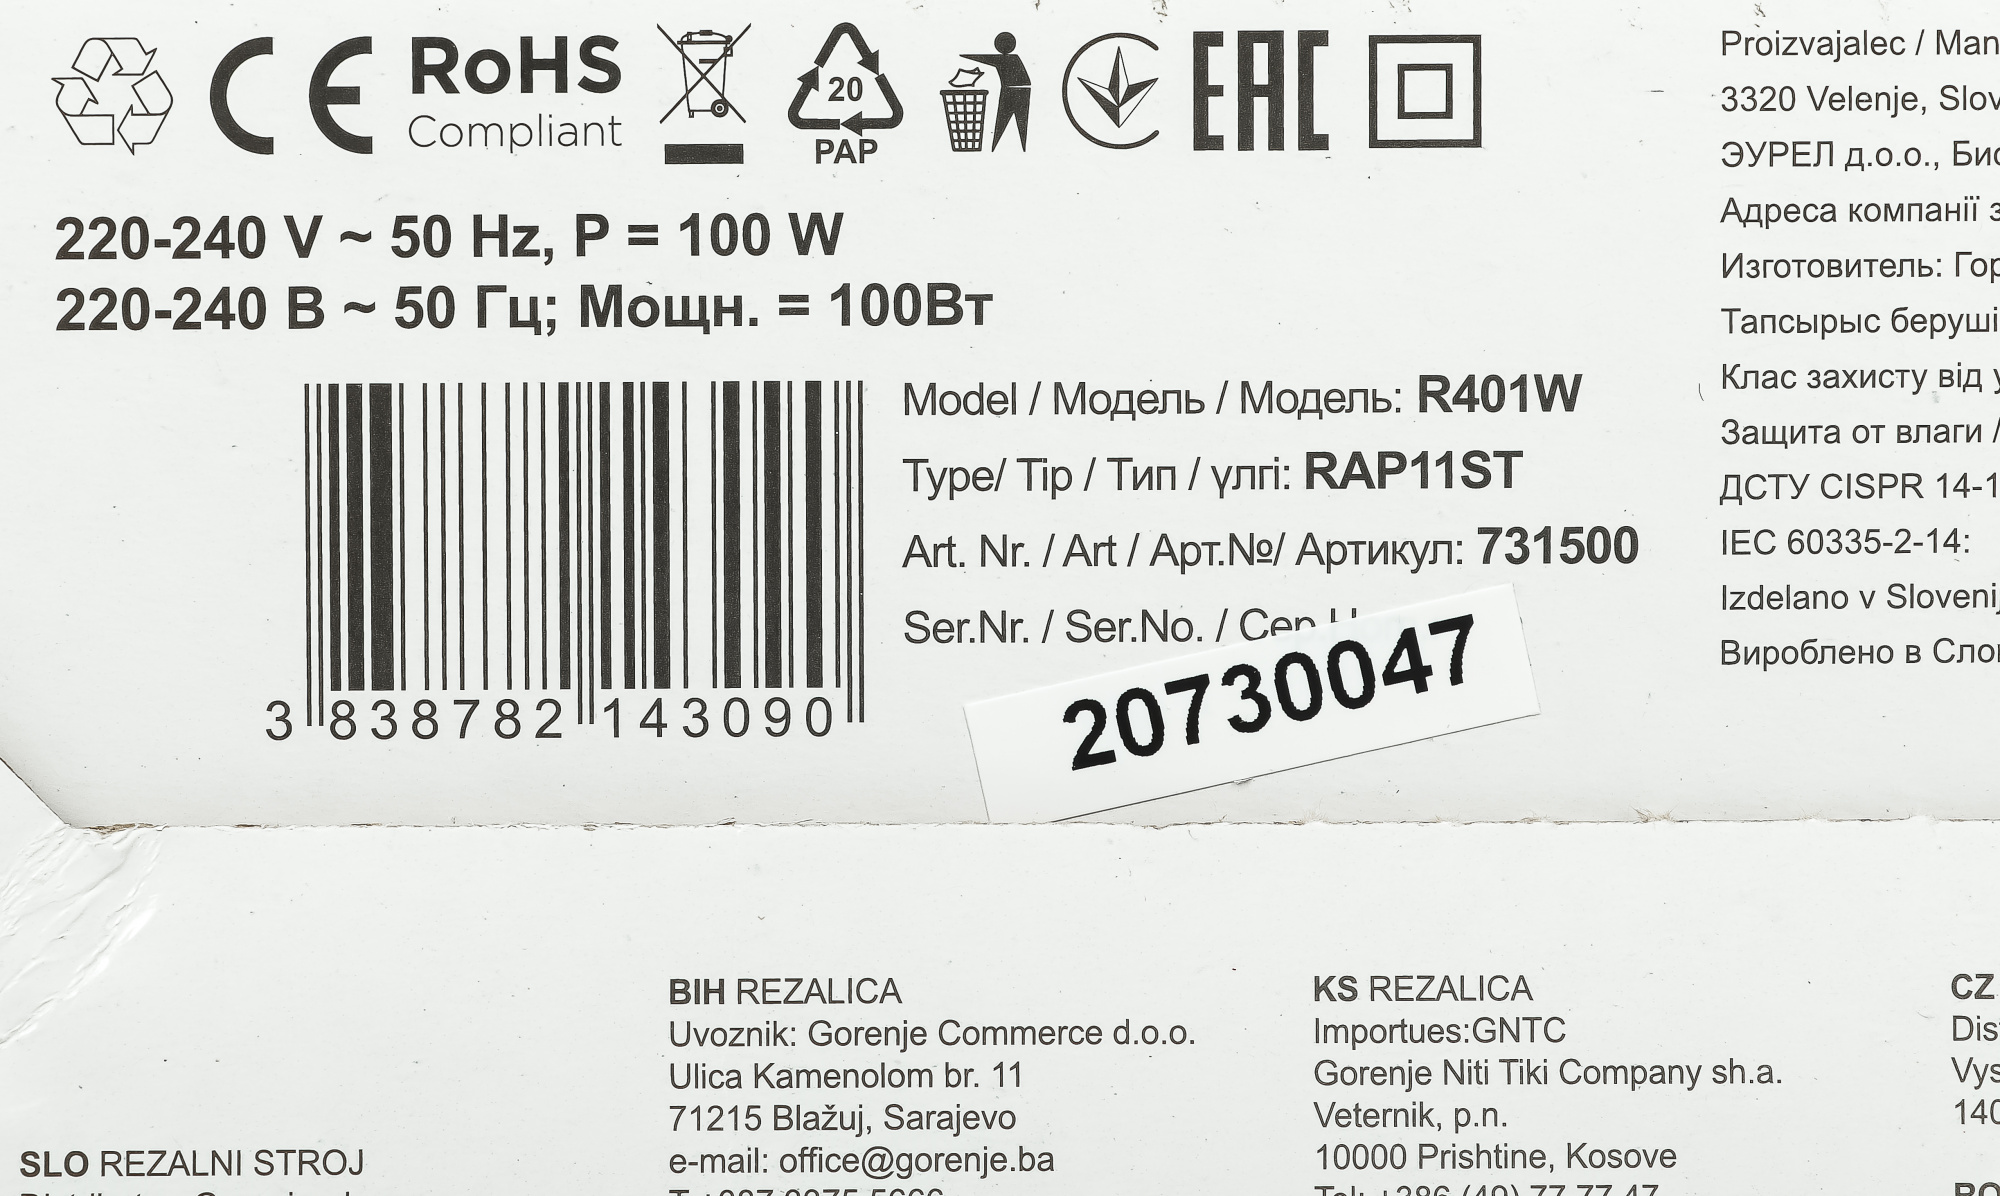 RoHS
Compliant
20
PAP
EAC
220-240 V ~ 50 Hz, P = 100 W
220-240 В ~ 50 Гц; Мощн. = 100Вт
Model / Модель / Модель: R401W
Type/ Tip / Тип / үлгі: RAP11ST
Art. Nr. / Art / Арт.№/ Артикул: 731500
Ser.Nr. / Ser.No. / Сер
20730047
3 838782 143090
Proizvajalec / Man
3320 Velenje, Slov
ЭУРЕЛ д.о.о., Бис
Адреса компанії з
Изготовитель: Гор
Тапсырыс беруші
Клас захисту від у
Защита от влаги /
ДСТУ CISPR 14-1
IEC 60335-2-14:
Izdelano v Slovenij
Вироблено в Сло
SLO REZALNI STROJ
BIH REZALICA
Uvoznik: Gorenje Commerce d.o.o.
Ulica Kamenolom br. 11
71215 Blažuj, Sarajevo
e-mail: office@gorenje.ba
KS REZALICA
Importues:GNTC
Gorenje Niti Tiki Company sh.a.
Veternik, p.n.
10000 Prishtine, Kosove
CZ
Dis
Vys
140